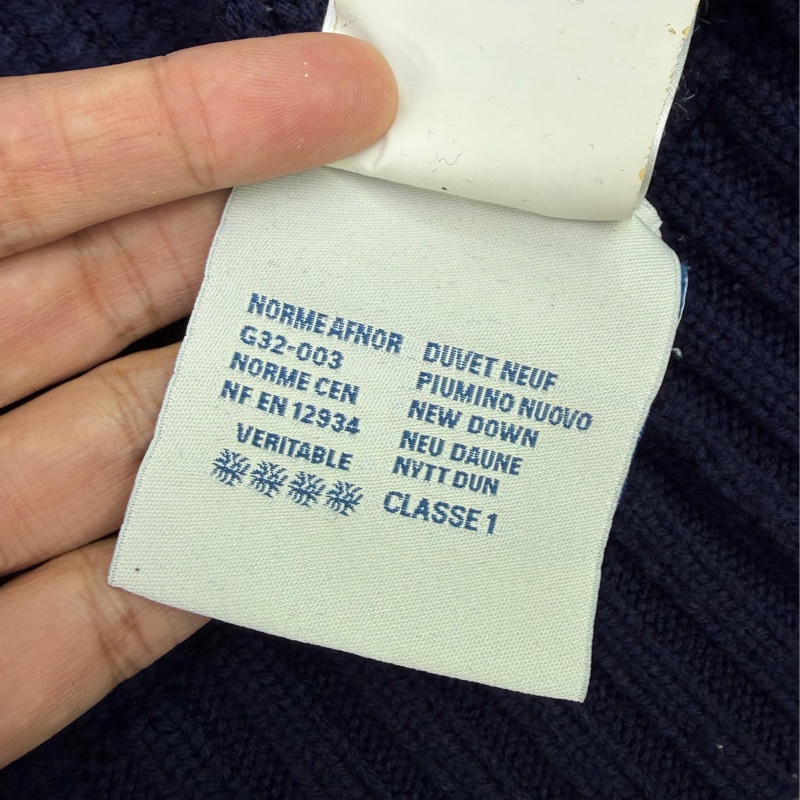 NORME AFNOR
G32-003
NORME CEN
NF EN 12934
VERITABLE
DUVET NEUF
PIUMINO NUOVO
NEW DOWN
NEU DAUNE
NYTT DUN
CLASSE 1